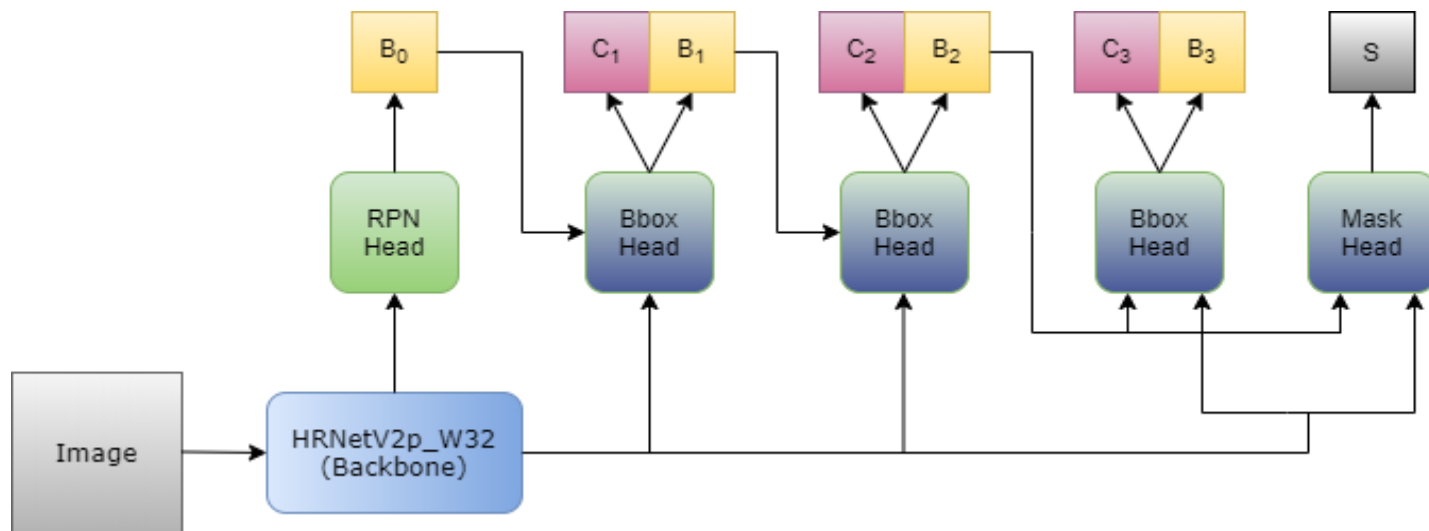 B₀
C₁
B₁
C₂
B₂
C₃
B₃
S
RPN
Head
Bbox
Head
Bbox
Head
Bbox
Head
Mask
Head
Image
HRNetV2p_W32
(Backbone)